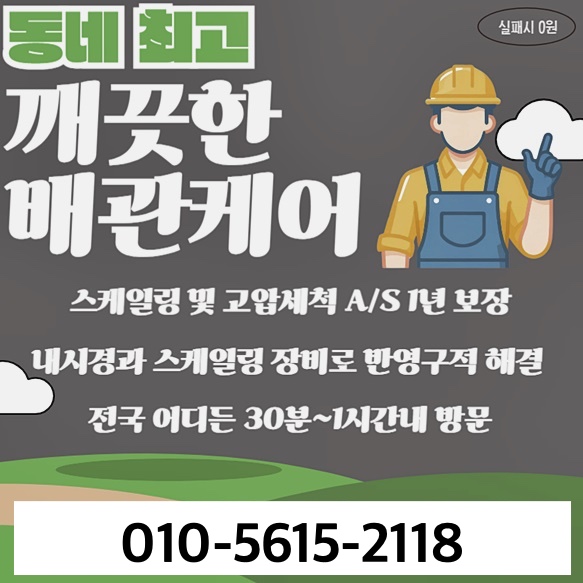 동네 최고
실패시 0원
깨끗한
배관케어
스케일링 및 고압세척 A/S 1년 보장
내시경과 스케일링 장비로 반영구적 해결
전국 어디든 30분~1시간내 방문
010-5615-2118